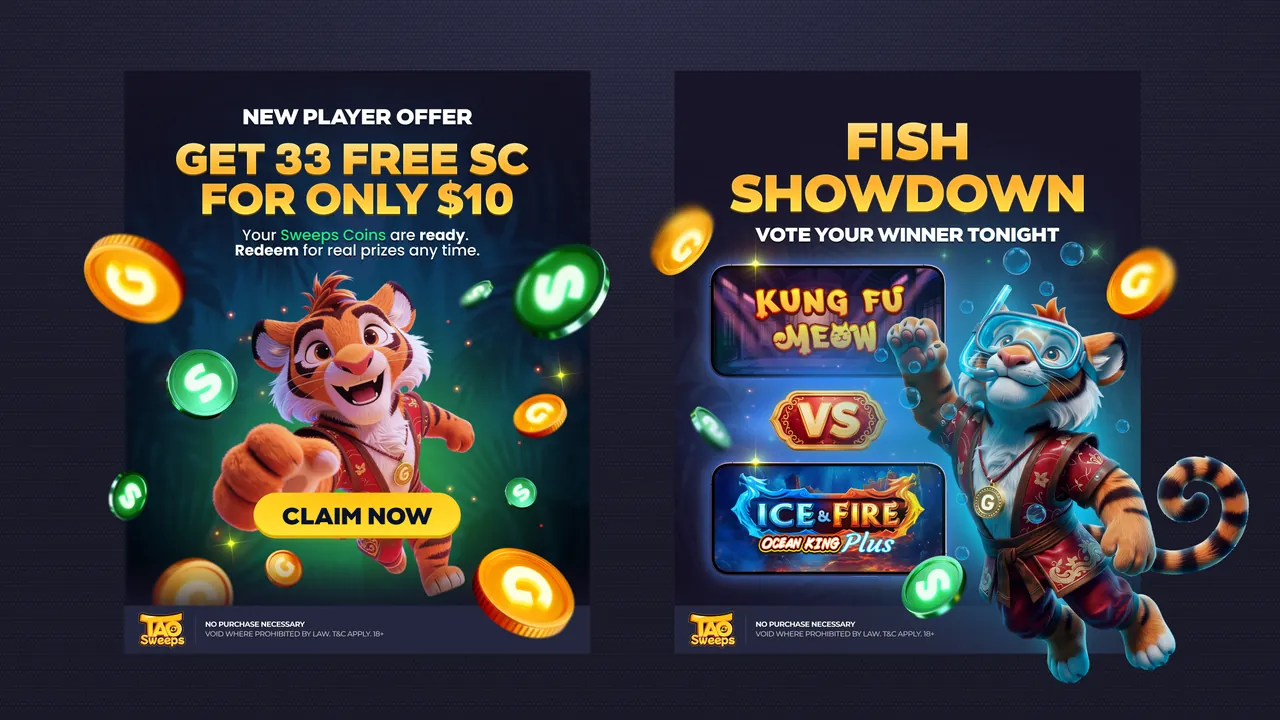 NEW PLAYER OFFER
GET 33 FREE SC
FOR ONLY $10
Your Sweeps Coins are ready.
Redeem for real prizes any time.
G
S
S
G
G
S
S
CLAIM NOW
G
G
TAO
Sweeps
NO PURCHASE NECESSARY
VOID WHERE PROHIBITED BY LAW. T&C APPLY. 18+
FISH
SHOWDOWN
VOTE YOUR WINNER TONIGHT
G
G
KUNG FU
MEOW
VS
G
ICE & FIRE
OCEAN KING Plus
S
TAO
Sweeps
NO PURCHASE NECESSARY
VOID WHERE PROHIBITED BY LAW. T&C APPLY. 18+